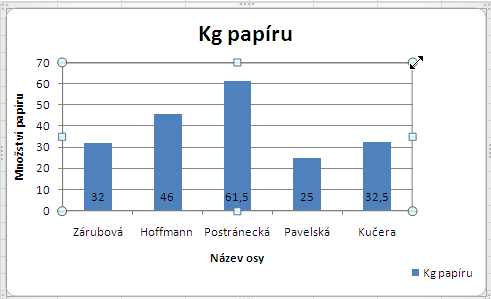 Kg papíru
Množství papíru
70
60
50
40
30
20
10
0
32 46 61,5 25 32,5
Zárubová Hoffmann Postránecká Pavelská Kučera
Název osy
Kg papíru